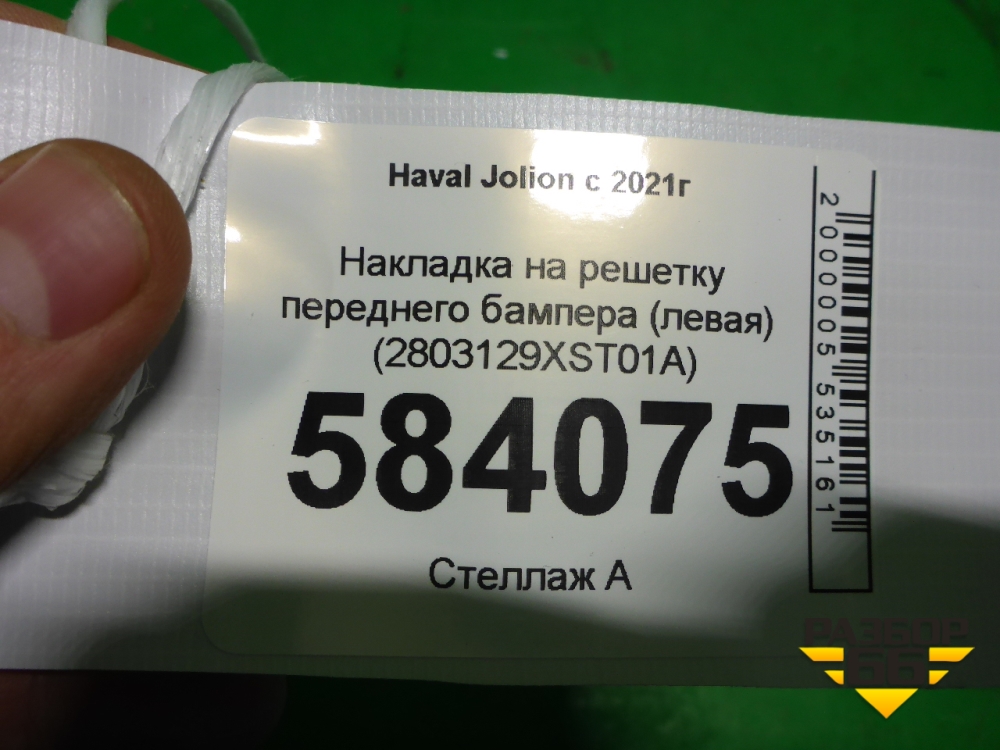 Haval Jolion с 2021г
Накладка на решетку
переднего бампера (левая)
(2803129XST01A)
584075
Стеллаж А
2000005535161
РАЗБОР
66